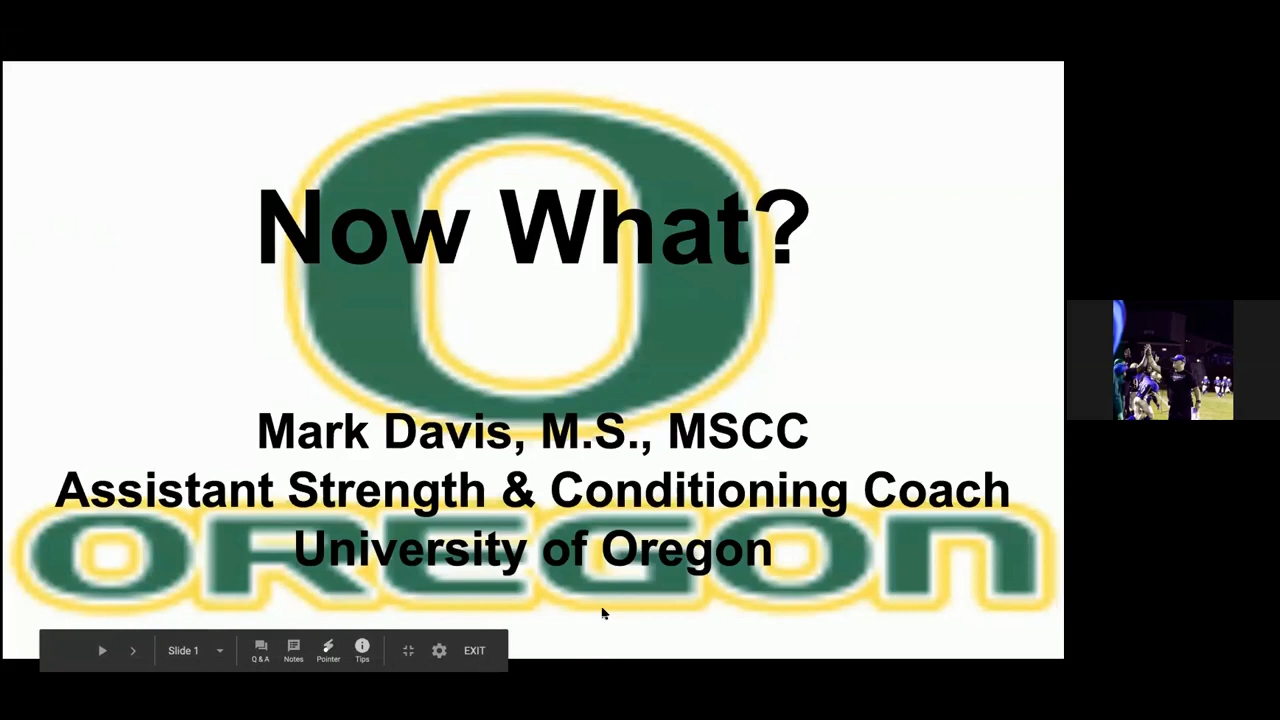 Now What?
Mark Davis, M.S., MSCC
Assistant Strength & Conditioning Coach
University of Oregon
OREGON
Slide 1
Q & A
Notes
Pointer
Tips
EXIT